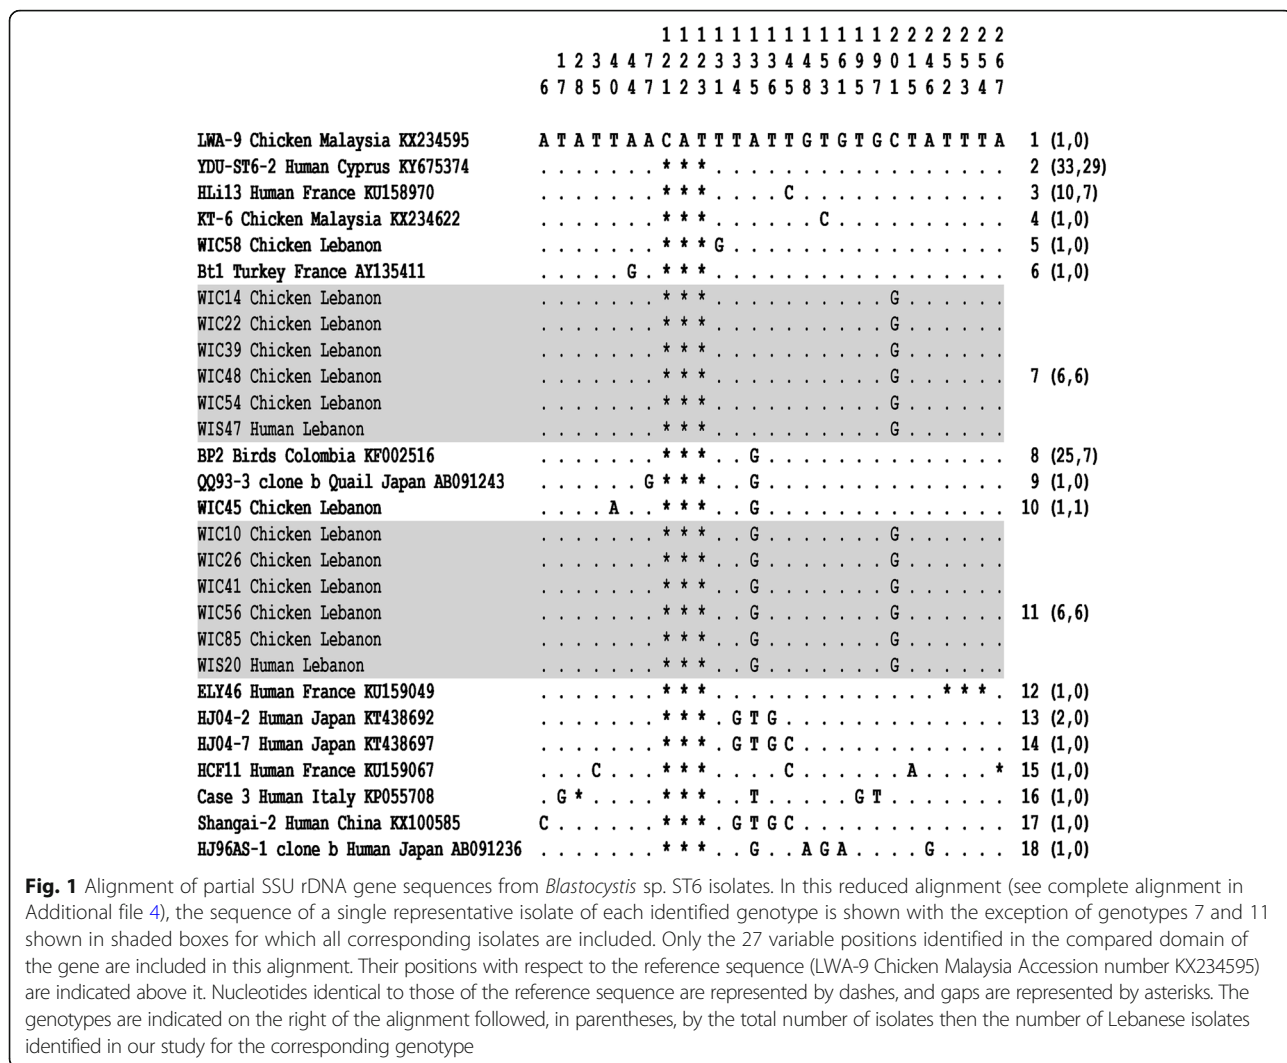 1 1 1 1 1 1 1 1 1 1 1 1 1 2 2 2 2 2 2 2
1 2 3 4 4 7 2 2 2 3 3 3 3 4 4 5 6 9 9 0 1 4 5 5 5 6
6 7 8 5 0 4 7 1 2 3 1 4 5 6 5 8 3 1 5 7 1 5 6 2 3 4 7
LWA-9 Chicken Malaysia KX234595 A T A T T A A C A T T T A T T G T G T G C T A T T T A 1 (1,0)
YDU-ST6-2 Human Cyprus KY675374 . . . . . . . * * * . . . . . . . . . . . . . . . . . 2 (33,29)
HLi13 Human France KU158970 . . . . . . . * * * . . . . C . . . . . . . . . . . . 3 (10,7)
KT-6 Chicken Malaysia KX234622 . . . . . . . * * * . . . . . . C . . . . . . . . . . 4 (1,0)
WIC58 Chicken Lebanon . . . . . . . * * * G . . . . . . . . . . . . . . . . 5 (1,0)
Bt1 Turkey France AY135411 . . . . . G . * * * . . . . . . . . . . . . . . . . . 6 (1,0)
WIC14 Chicken Lebanon . . . . . . . * * * . . . . . . . . . . G . . . . . .
WIC22 Chicken Lebanon . . . . . . . * * * . . . . . . . . . . G . . . . . .
WIC39 Chicken Lebanon . . . . . . . * * * . . . . . . . . . . G . . . . . .
WIC48 Chicken Lebanon . . . . . . . * * * . . . . . . . . . . G . . . . . . 7 (6,6)
WIC54 Chicken Lebanon . . . . . . . * * * . . . . . . . . . . G . . . . . .
WIS47 Human Lebanon . . . . . . . * * * . . . . . . . . . . G . . . . . .
BP2 Birds Colombia KF002516 . . . . . . . * * * . . G . . . . . . . . . . . . . . 8 (25,7)
QQ93-3 clone b Quail Japan AB091243 . . . . . . G * * * . . G . . . . . . . . . . . . . . 9 (1,0)
WIC45 Chicken Lebanon . . . . A . . * * * . . G . . . . . . . . . . . . . . 10 (1,1)
WIC10 Chicken Lebanon . . . . . . . * * * . . G . . . . . . . G . . . . . .
WIC26 Chicken Lebanon . . . . . . . * * * . . G . . . . . . . G . . . . . .
WIC41 Chicken Lebanon . . . . . . . * * * . . G . . . . . . . G . . . . . .
WIC56 Chicken Lebanon . . . . . . . * * * . . G . . . . . . . G . . . . . . 11 (6,6)
WIC85 Chicken Lebanon . . . . . . . * * * . . G . . . . . . . G . . . . . .
WIS20 Human Lebanon . . . . . . . * * * . . G . . . . . . . G . . . . . .
ELY46 Human France KU159049 . . . . . . . * * * . . . . . . . . . . . . . * * * . 12 (1,0)
HJ04-2 Human Japan KT438692 . . . . . . . * * * . G T G . . . . . . . . . . . . . 13 (2,0)
HJ04-7 Human Japan KT438697 . . . . . . . * * * . G T G C . . . . . . . . . . . . 14 (1,0)
HCF11 Human France KU159067 . . . C . . . * * * . . . . C . . . . . . A . . . . * 15 (1,0)
Case 3 Human Italy KP055708 . G * . . . . * * * . . T . . . . . G T . . . . . . . 16 (1,0)
Shangai-2 Human China KX100585 C . . . . . . * * * . G T G C . . . . . . . . . . . . 17 (1,0)
HJ96AS-1 clone b Human Japan AB091236 . . . . . . . * * * . . G . . A G A . . . . G . . . . 18 (1,0)
Fig. 1 Alignment of partial SSU rDNA gene sequences from Blastocystis sp. ST6 isolates. In this reduced alignment (see complete alignment in
Additional file 4), the sequence of a single representative isolate of each identified genotype is shown with the exception of genotypes 7 and 11
shown in shaded boxes for which all corresponding isolates are included. Only the 27 variable positions identified in the compared domain of
the gene are included in this alignment. Their positions with respect to the reference sequence (LWA-9 Chicken Malaysia Accession number KX234595)
are indicated above it. Nucleotides identical to those of the reference sequence are represented by dashes, and gaps are represented by asterisks. The
genotypes are indicated on the right of the alignment followed, in parentheses, by the total number of isolates then the number of Lebanese isolates
identified in our study for the corresponding genotype